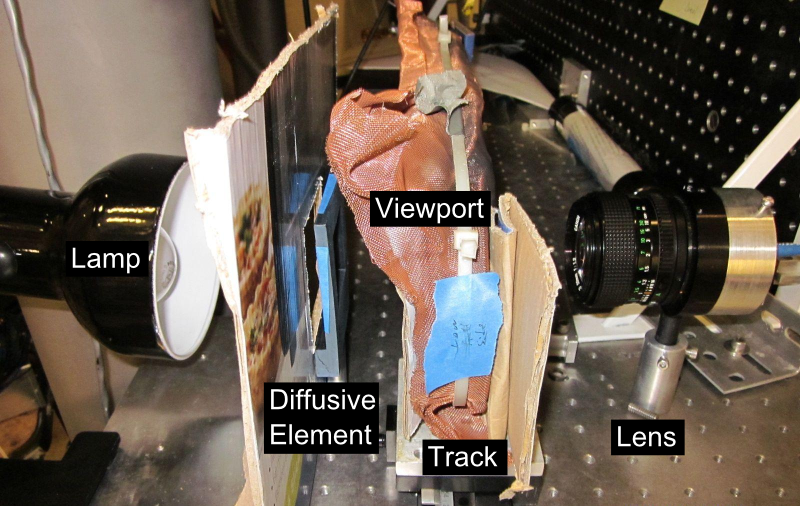 Viewport
Lamp
Diffusive
Element
Track
Lens